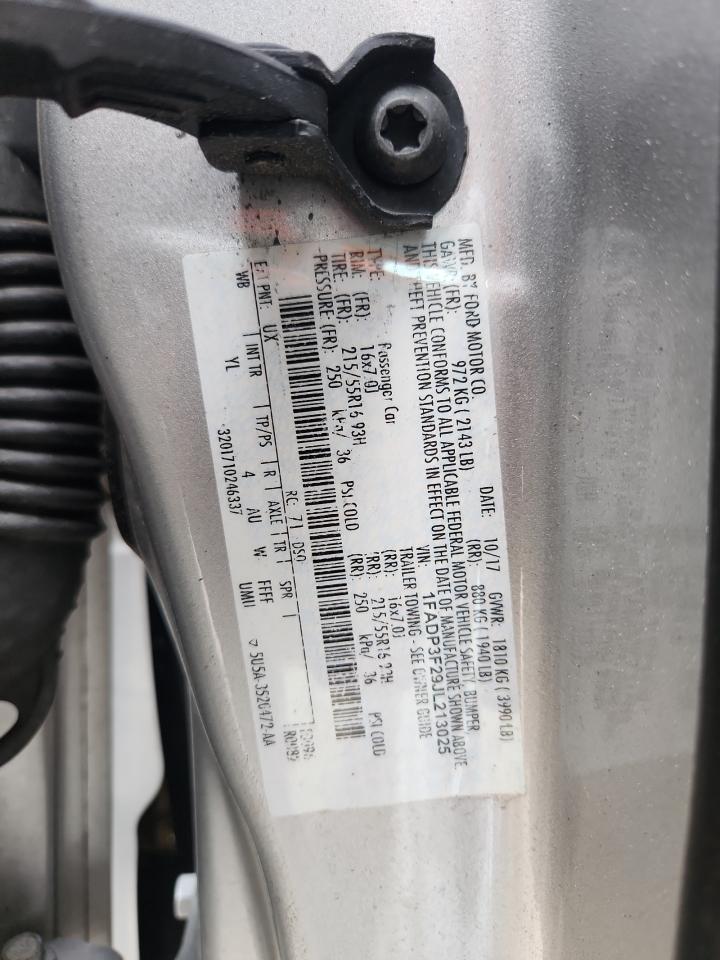 MFD. BY FORD MOTOR CO.
DATE: 10/17 GVWR: 1810 KG ( 3990 LB)
GAWR (FR): 972 KG ( 2143 LB) (RR): 880 KG ( 1940 LB)
THIS VEHICLE CONFORMS TO ALL APPLICABLE FEDERAL MOTOR VEHICLE SAFETY, BUMPER
AND THEFT PREVENTION STANDARDS IN EFFECT ON THE DATE OF MANUFACTURE SHOWN ABOVE
VIN: 1FADP3F29JL213025
TYPE: Passenger Car TRAILER TOWING - SEE OWNER GUIDE
RIM: (FR): 16x7.0J (RR): 16x7.0J
TIRE: (FR): 215/55R16 93H (RR): 215/55R16 93H
PRESSURE: (FR): 250 kPa/ 36 PSI COLD (RR): 250 kPa/ 36 PSI COLD
RC: 71 DSO
EXT PNT: UX INT TR TP/PS R AXLE TR SPR
WB YL 4 AU W FFFF
UMII
3201710246337 5U5A-3520472-AA